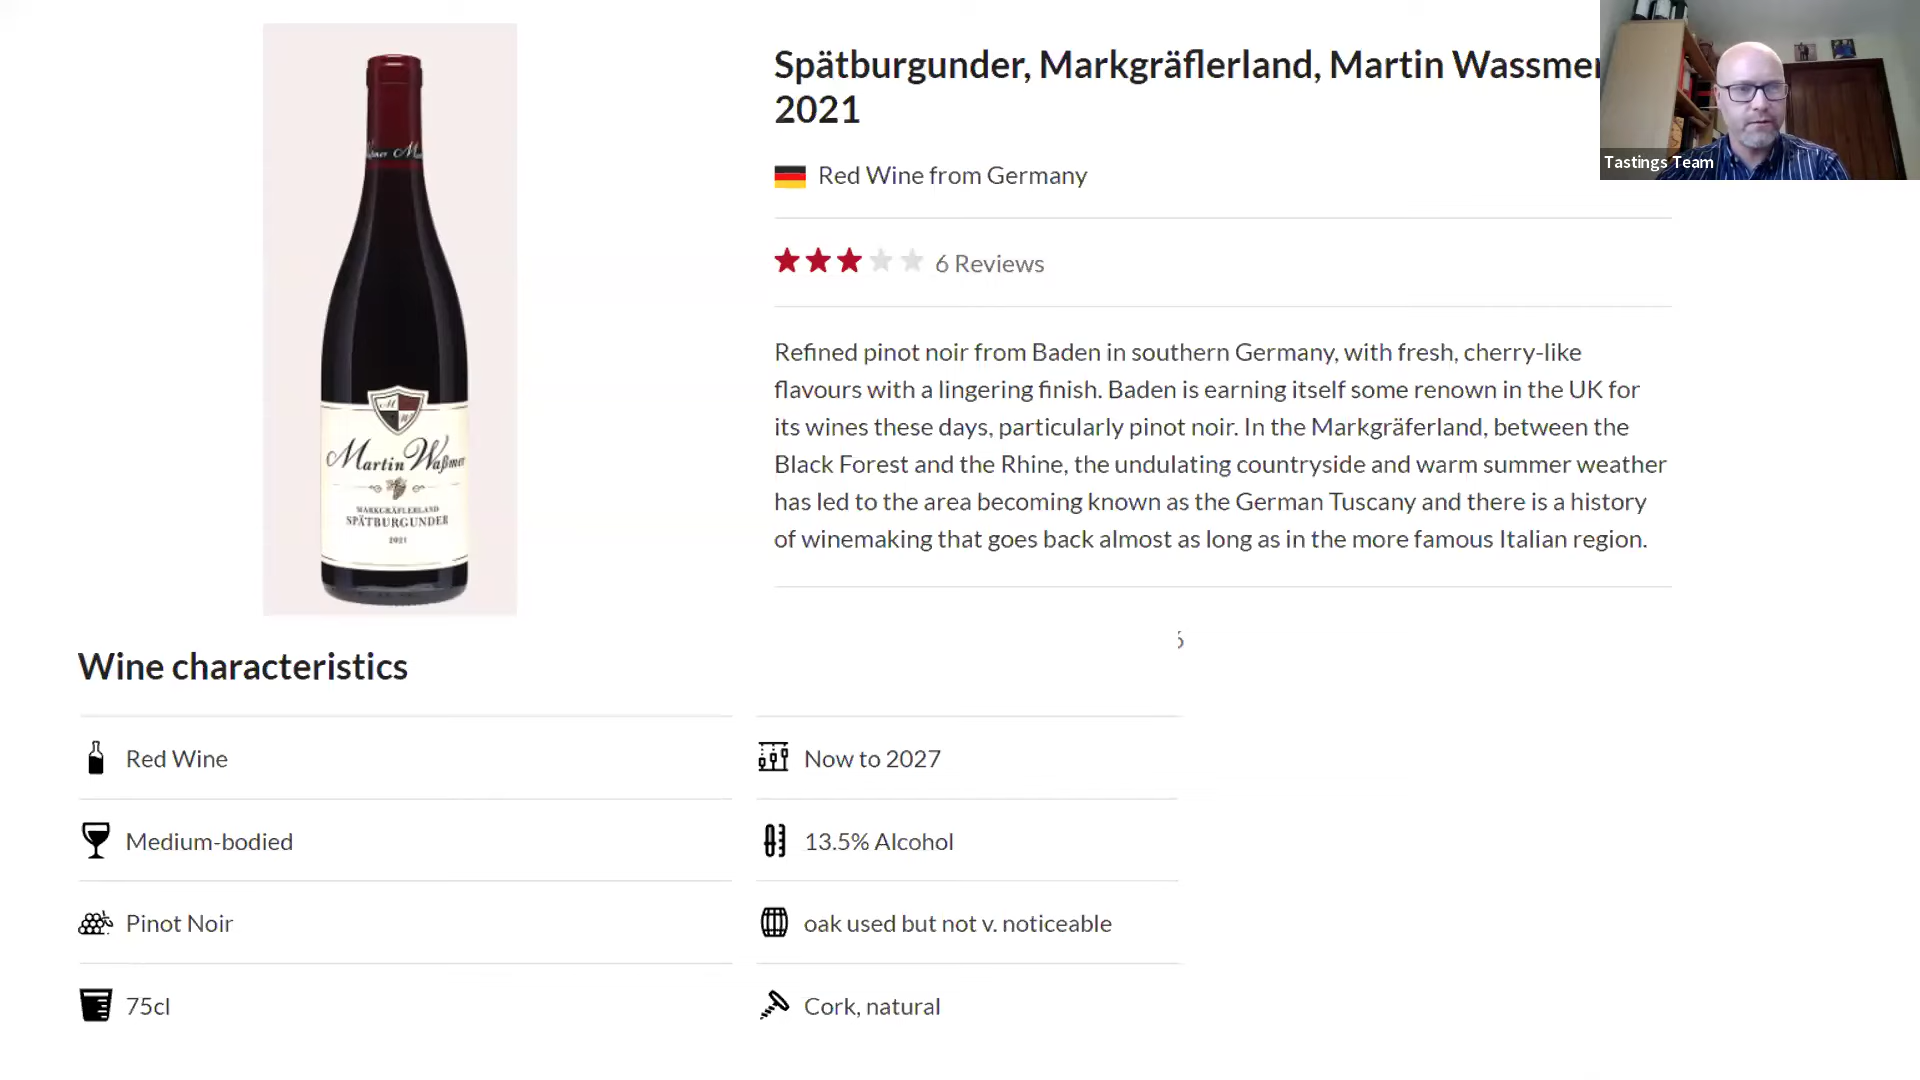 Spätburgunder, Markgräflerland, Martin Wassmer
2021
Red Wine from Germany
6 Reviews
Refined pinot noir from Baden in southern Germany, with fresh, cherry-like
flavours with a lingering finish. Baden is earning itself some renown in the UK for
its wines these days, particularly pinot noir. In the Markgräferland, between the
Black Forest and the Rhine, the undulating countryside and warm summer weather
has led to the area becoming known as the German Tuscany and there is a history
of winemaking that goes back almost as long as in the more famous Italian region.
Tastings Team
Martin Waßmer
MARKGRÄFLERLAND
SPÄTBURGUNDER
2021
Wine characteristics
Red Wine
Now to 2027
Medium-bodied
13.5% Alcohol
Pinot Noir
oak used but not v. noticeable
75cl
Cork, natural